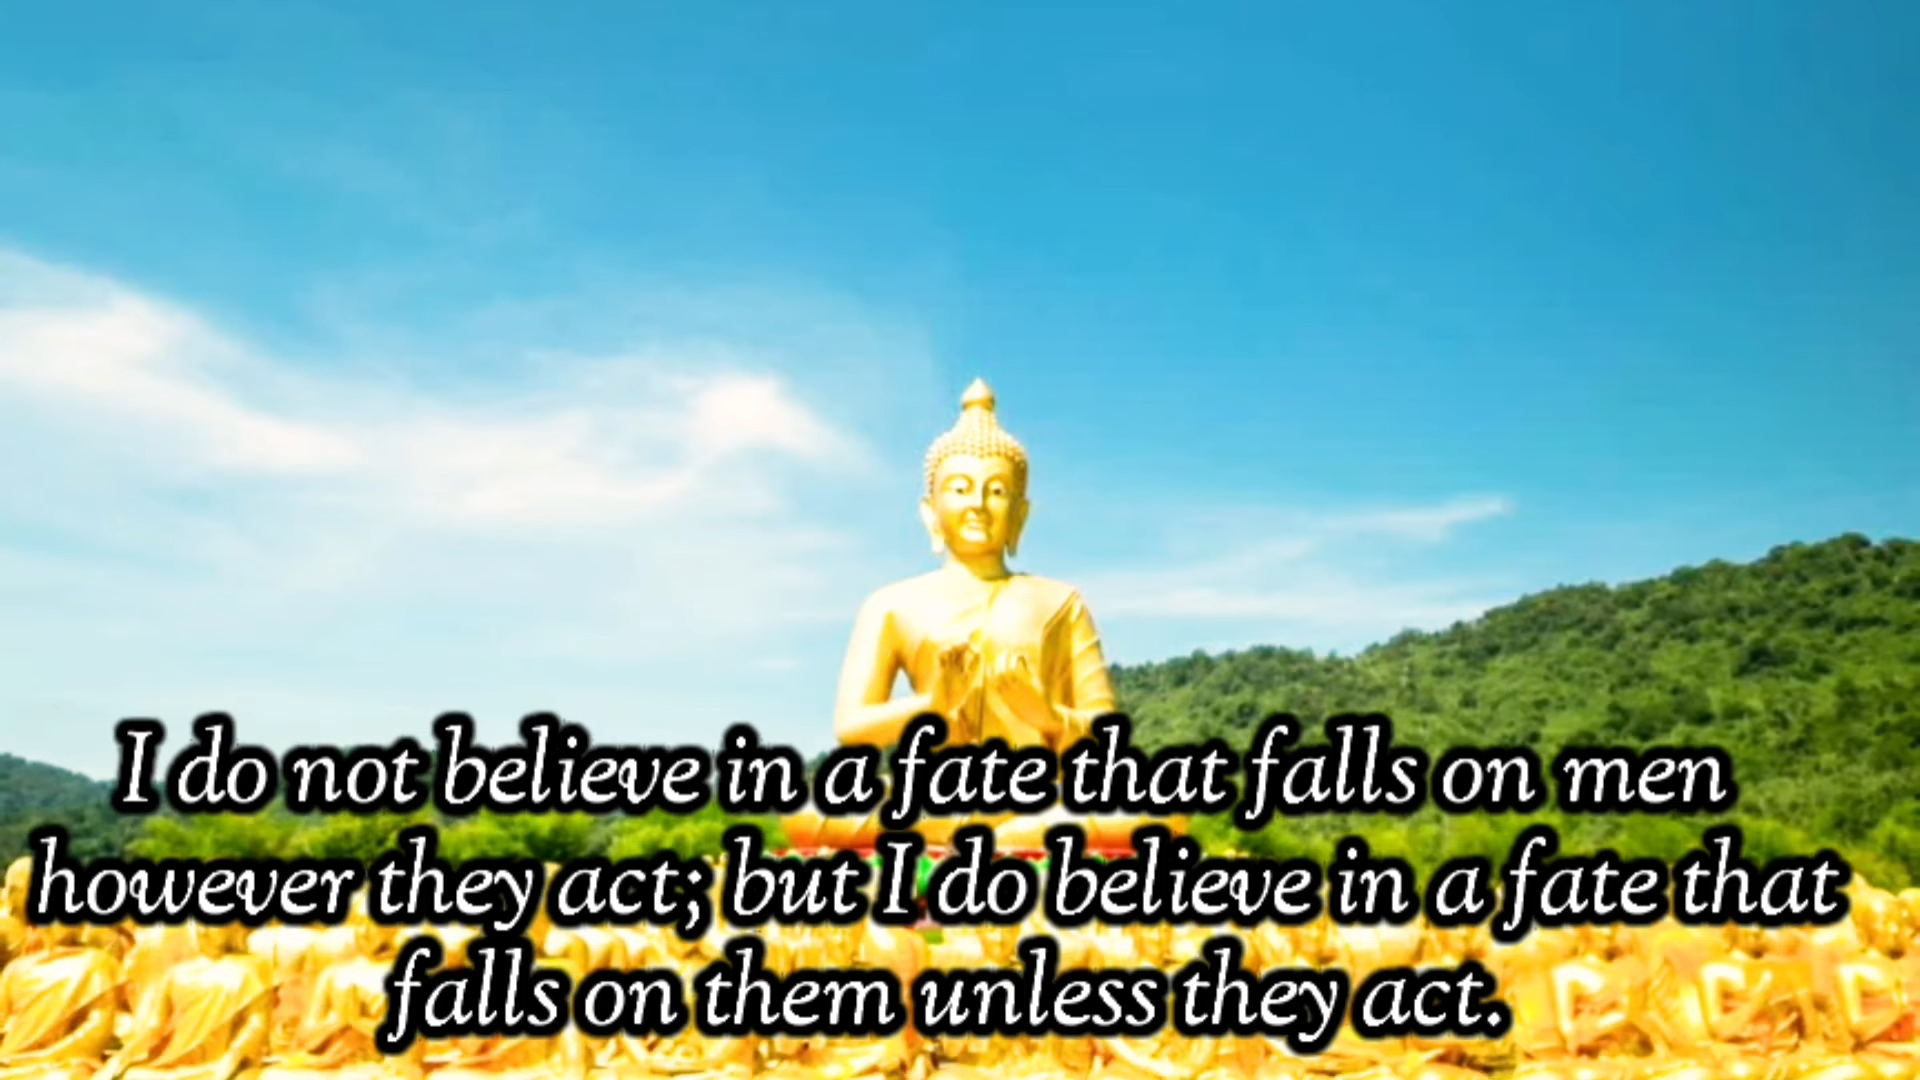 I do not believe in a fate that falls on men
however they act; but I do believe in a fate that
falls on them unless they act.